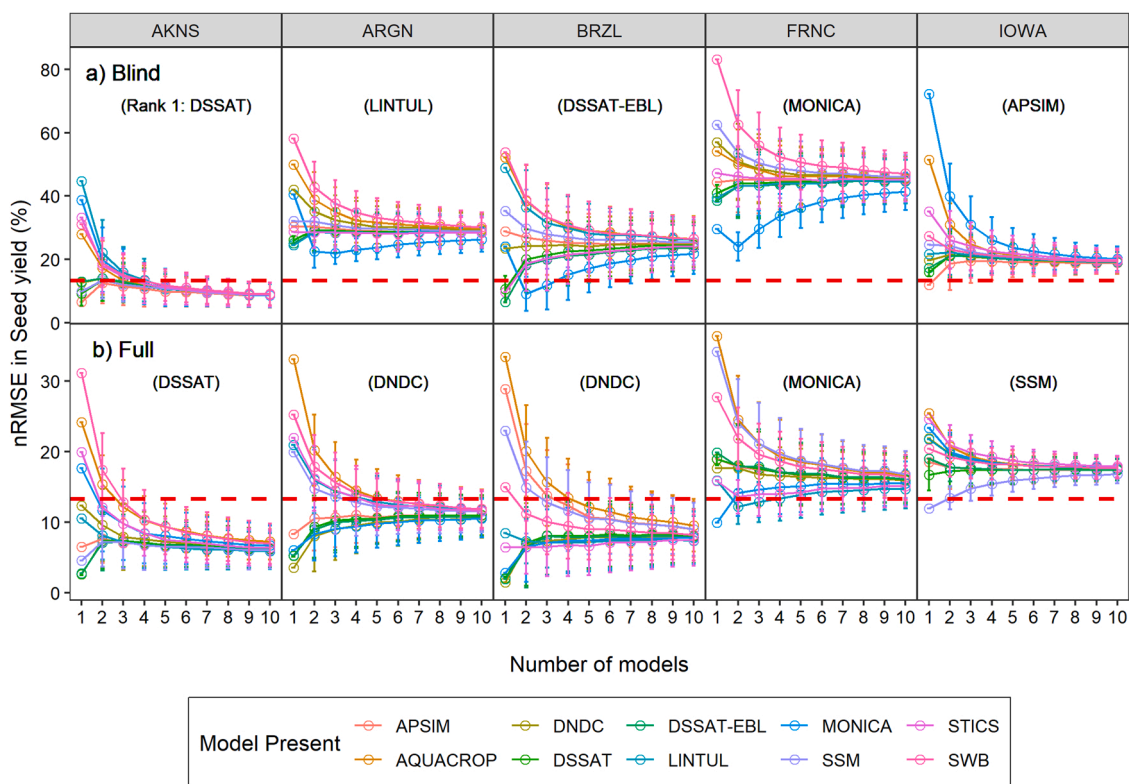 AKNS ARGN BRZL FRNC IOWA
a) Blind
(Rank 1: DSSAT) (LINTUL) (DSSAT-EBL) (MONICA) (APSIM)
80
60
40
20
0
b) Full
(DSSAT) (DNDC) (DNDC) (MONICA) (SSM)
30
20
10
0
nRMSE in Seed yield (%)
1 2 3 4 5 6 7 8 9 10 1 2 3 4 5 6 7 8 9 10 1 2 3 4 5 6 7 8 9 10 1 2 3 4 5 6 7 8 9 10 1 2 3 4 5 6 7 8 9 10
Number of models
Model Present
APSIM DNDC DSSAT-EBL MONICA STICS
AQUACROP DSSAT LINTUL SSM SWB